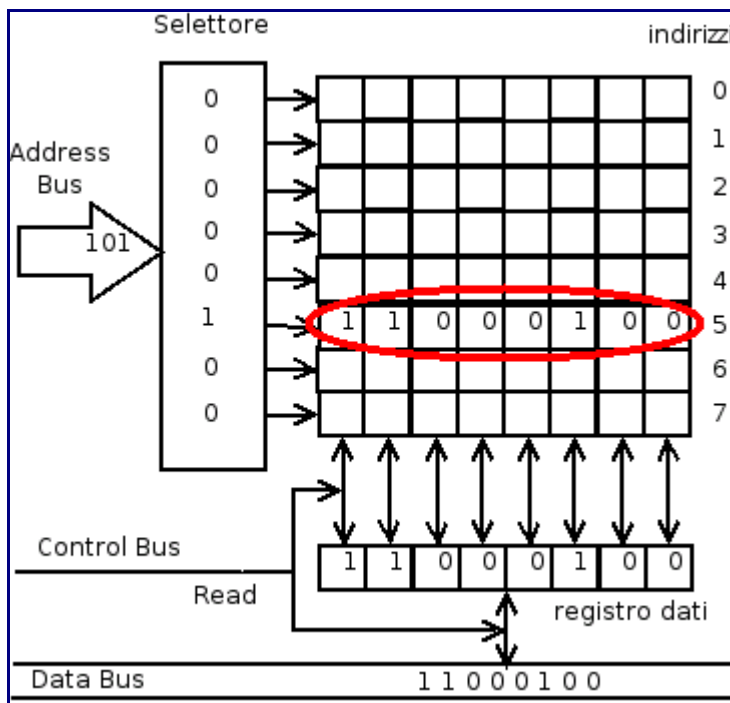 Selettore
indirizzi
0 0
0 1
Address
Bus
0 2
101
0 3
0 4
1 1 1 0 0 0 1 0 0 5
0 6
0 7
Control Bus
1 1 0 0 0 1 0 0
Read
registro dati
Data Bus 1 1 0 0 0 1 0 0